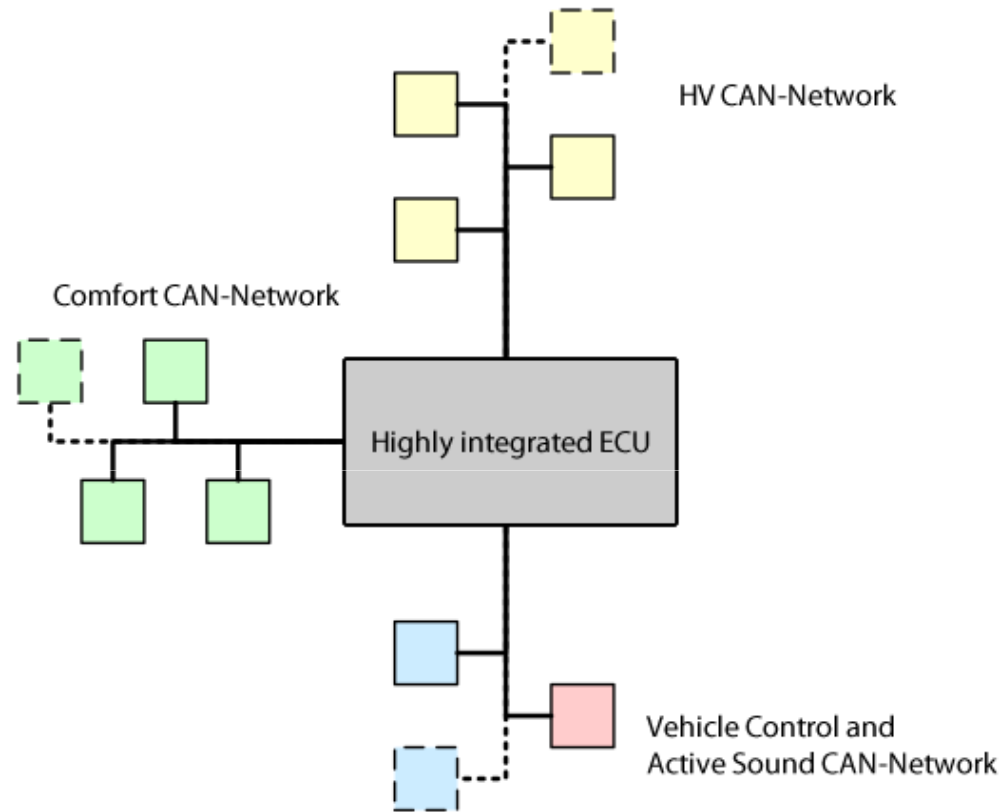 HV CAN-Network
Comfort CAN-Network
Highly integrated ECU
Vehicle Control and
Active Sound CAN-Network